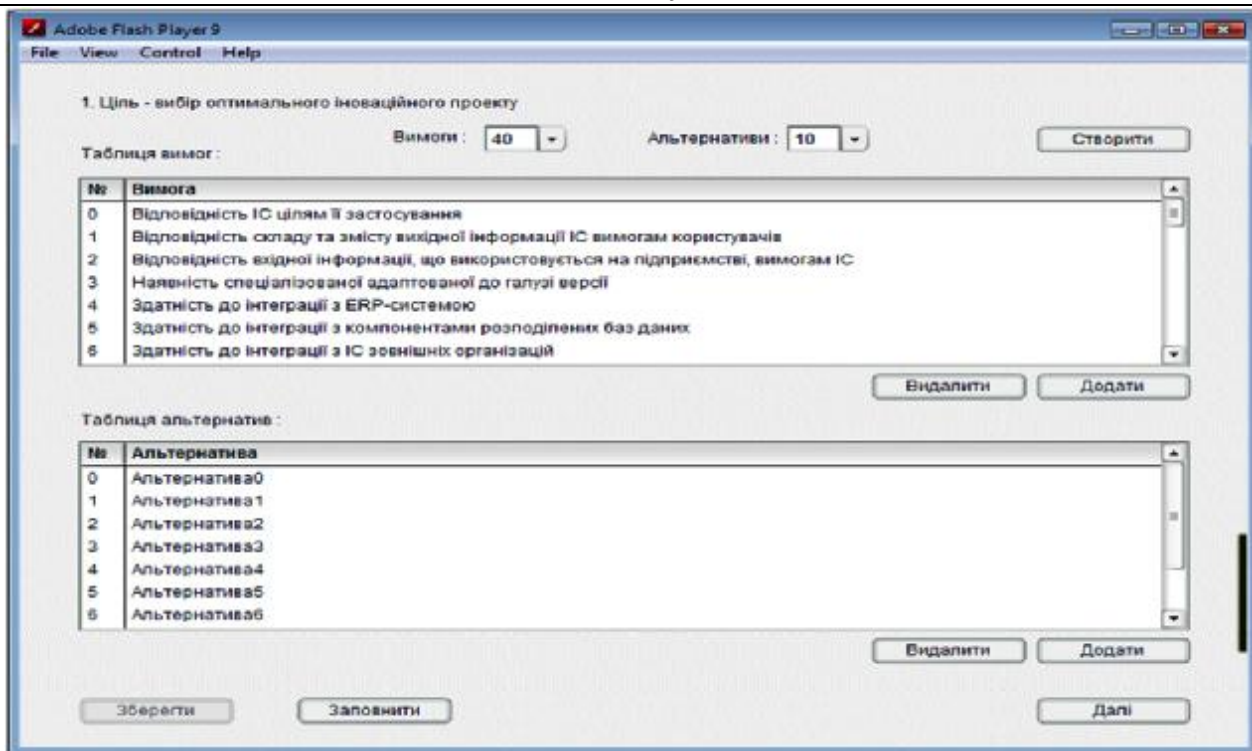 Adobe Flash Player 9
File View Control Help
1. Ціль - вибір оптимального іноваційного проекту
Вимоги : 40 Альтернативи : 10 Створити
Таблиця вимог :
№ Вимога
0 Відповідність ІС цілям її застосування
1 Відповідність складу та змісту вихідної інформації ІС вимогам користувачів
2 Відповідність вхідної інформації, що використовується на підприємстві, вимогам ІС
3 Наявність спеціалізованої адаптованої до галузі версії
4 Здатність до інтеграції з ERP-системою
5 Здатність до інтеграції з компонентами розподілених баз даних
6 Здатність до інтеграції з ІС зовнішніх організацій
Видалити Додати
Таблиця альтернатив :
№ Альтернатива
0 Альтернатива0
1 Альтернатива1
2 Альтернатива2
3 Альтернатива3
4 Альтернатива4
5 Альтернатива5
6 Альтернатива6
Видалити Додати
Зберегти Заповнити Далі